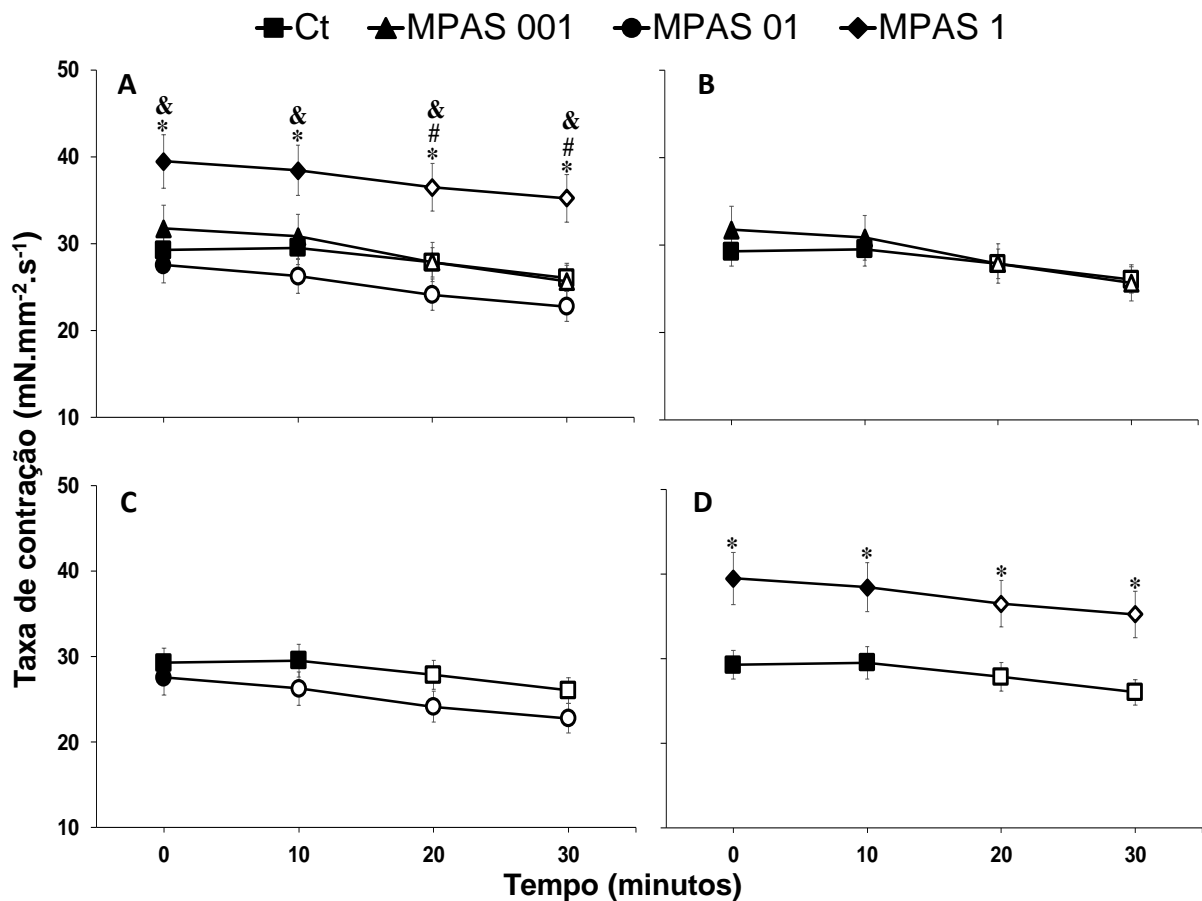 Ct MPAS 001 MPAS 01 MPAS 1
Taxa de contração (mN.mm-2.s-1)
50
40
30
20
10
A
& & & &
* * # #
* *
B
50
40
30
20
10
C
D
* * * *
0 10 20 30
0 10 20 30
Tempo (minutos)